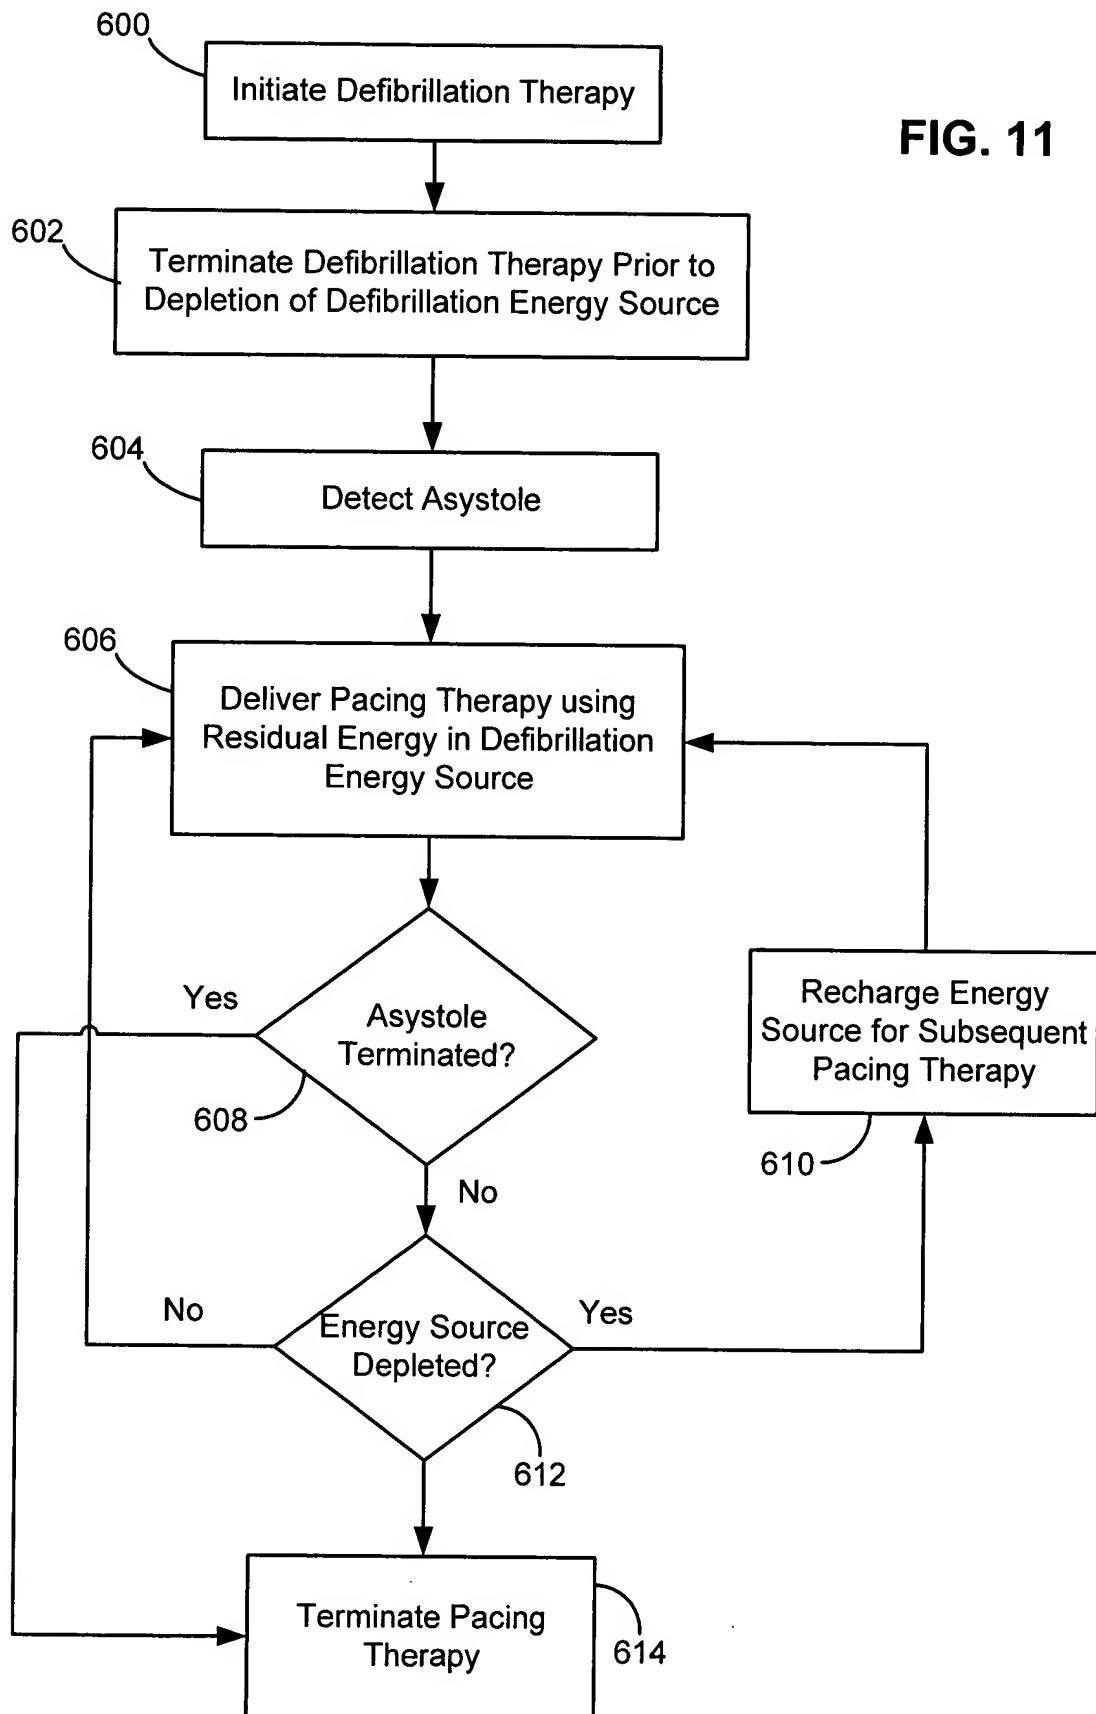 600
Initiate Defibrillation Therapy
FIG. 11
602
Terminate Defibrillation Therapy Prior to
Depletion of Defibrillation Energy Source
604
Detect Asystole
606
Deliver Pacing Therapy using
Residual Energy in Defibrillation
Energy Source
Yes
Asystole
Terminated?
608
Recharge Energy
Source for Subsequent
Pacing Therapy
610
No
No
Energy Source
Depleted?
Yes
612
Terminate Pacing
Therapy
614